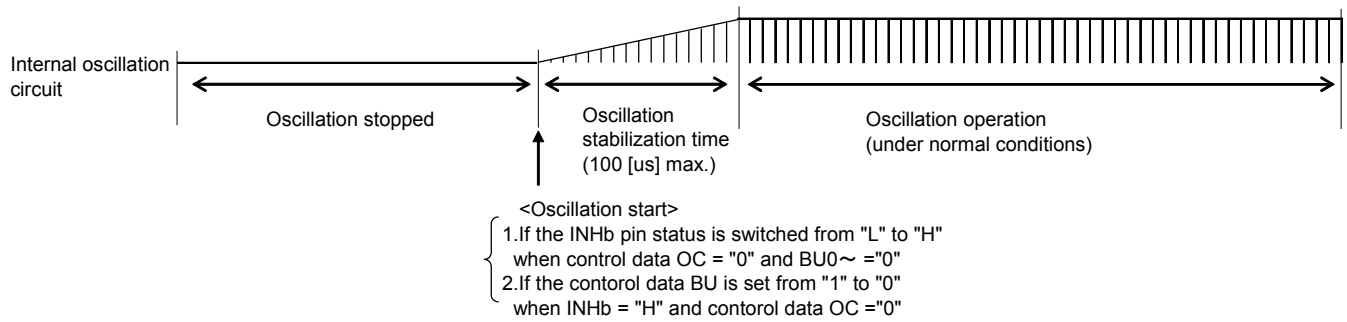 Internal oscillation
circuit
Oscillation stopped
Oscillation
stabilization time
(100 [us] max.)
Oscillation operation
(under normal conditions)
<Oscillation start>
1.If the INHb pin status is switched from "L" to "H"
when control data OC = "0" and BU0～ ="0"
2.If the contorol data BU is set from "1" to "0"
when INHb = "H" and contorol data OC ="0"